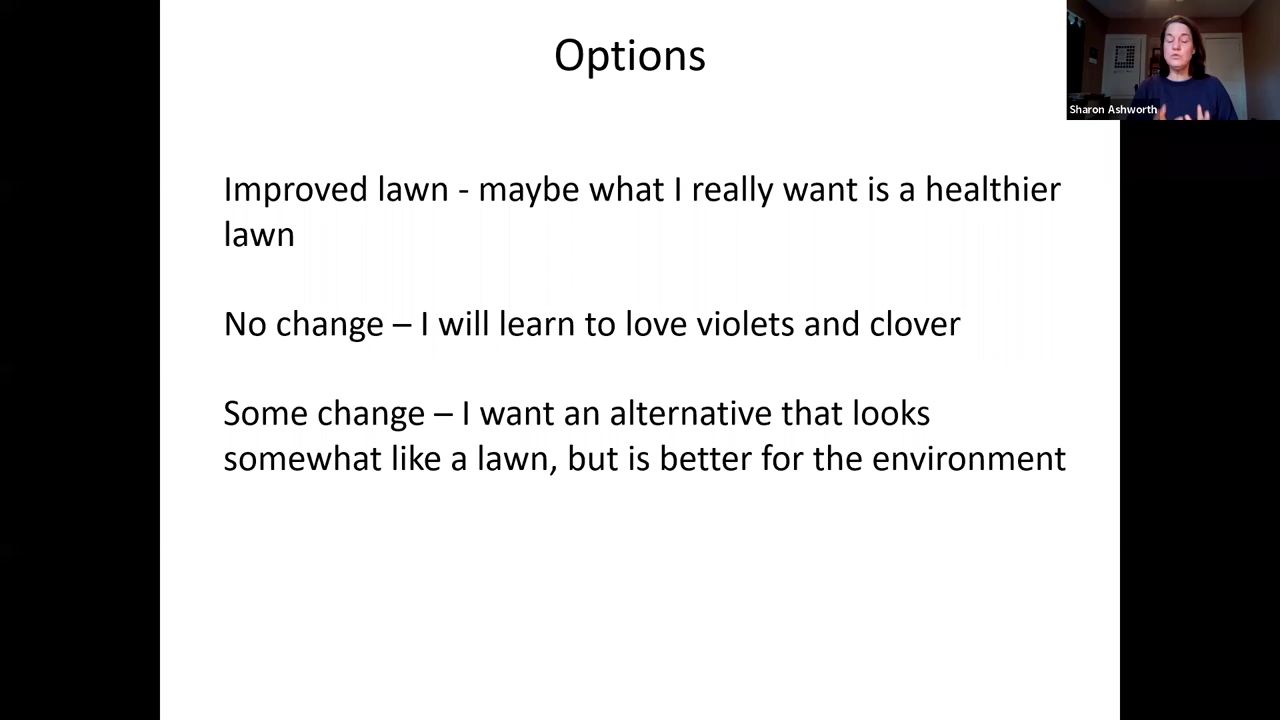 Options
Sharon Ashworth
Improved lawn - maybe what I really want is a healthier
lawn
No change – I will learn to love violets and clover
Some change – I want an alternative that looks
somewhat like a lawn, but is better for the environment